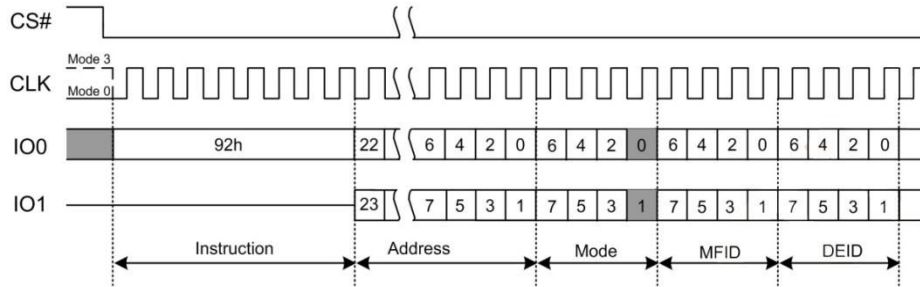 CS#
Mode 3
CLK
Mode 0
IO0 92h 22 6 4 2 0 6 4 2 0 6 4 2 0 6 4 2 0
IO1 23 7 5 3 1 7 5 3 1 7 5 3 1 7 5 3 1
Instruction Address Mode MFID DEID